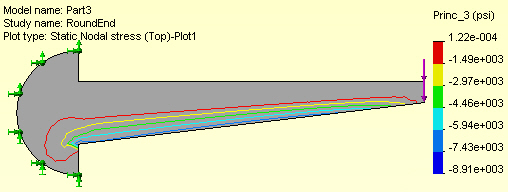 Model name: Part3
Study name: RoundEnd
Plot type: Static Nodal stress (Top)-Plot1
Princ_3 (psi)
1.22e-004
-1.49e+003
-2.97e+003
-4.46e+003
-5.94e+003
-7.43e+003
-8.91e+003